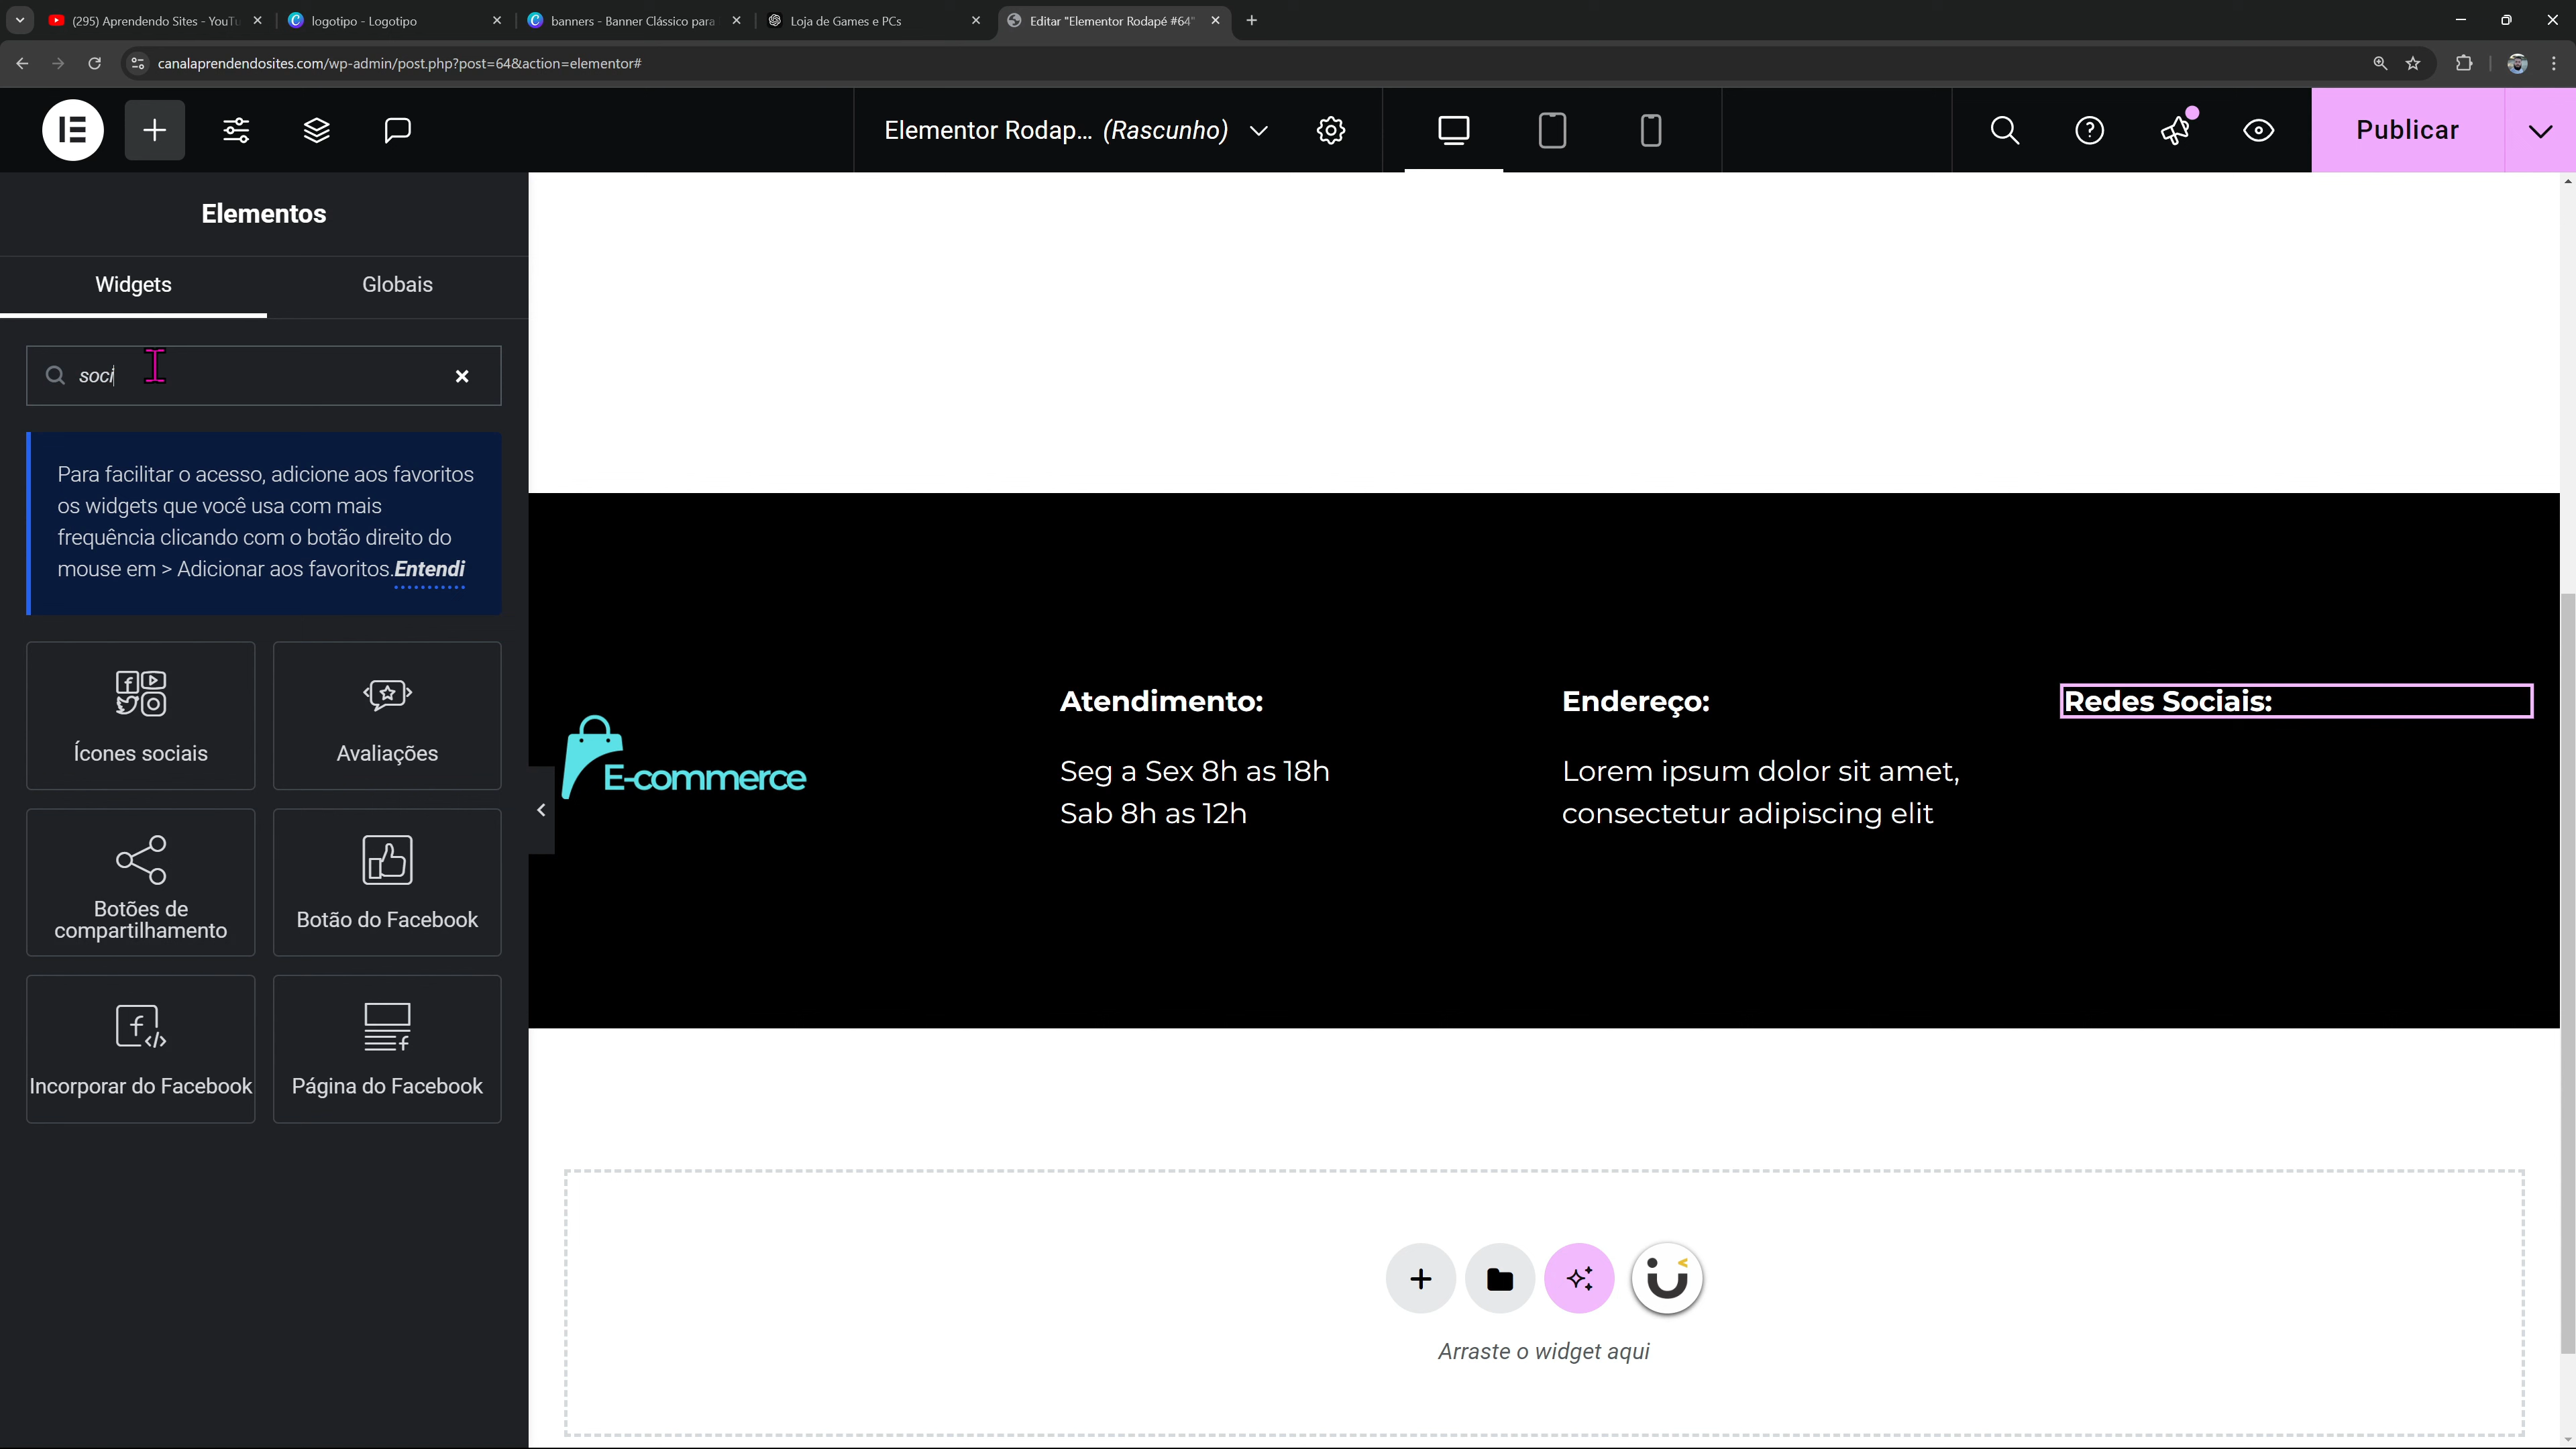 (295) Aprendendo Sites - YouTu
logotipo - Logotipo
banners - Banner Clássico para
Loja de Games e PCs
Editar "Elementor Rodapé #64"
canalaprendendosites.com/wp-admin/post.php?post=64&action=elementor#
Elementor Rodap... (Rascunho)
Publicar
Elementos
Widgets
Globais
soci
Para facilitar o acesso, adicione aos favoritos
os widgets que você usa com mais
frequência clicando com o botão direito do
mouse em > Adicionar aos favoritos.Entendi
Ícones sociais
Avaliações
Botões de
compartilhamento
Botão do Facebook
Incorporar do Facebook
Página do Facebook
E-commerce
Atendimento:
Seg a Sex 8h as 18h
Sab 8h as 12h
Endereço:
Lorem ipsum dolor sit amet,
consectetur adipiscing elit
Redes Sociais:
Arraste o widget aqui